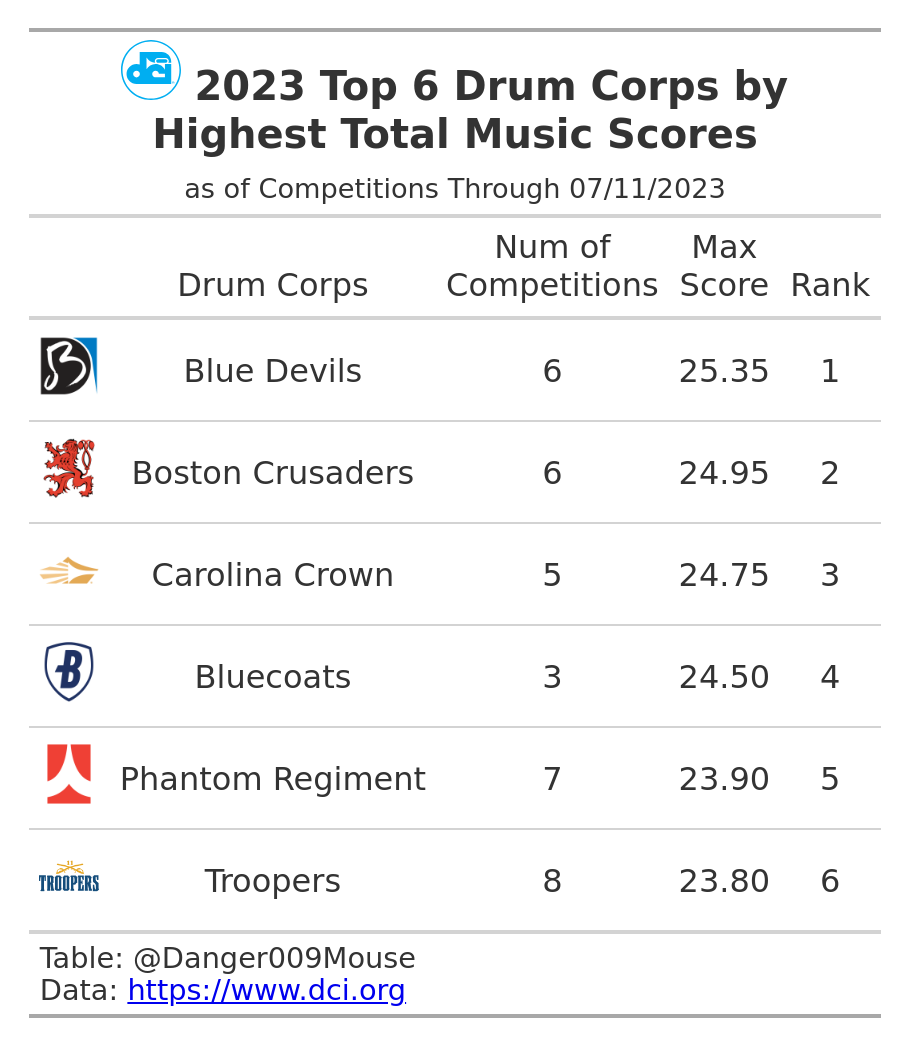 dci
2023 Top 6 Drum Corps by
Highest Total Music Scores
as of Competitions Through 07/11/2023
Drum Corps Num of Competitions Max Score Rank
B Blue Devils 6 25.35 1
Boston Crusaders 6 24.95 2
Carolina Crown 5 24.75 3
B Bluecoats 3 24.50 4
Phantom Regiment 7 23.90 5
TROOPERS Troopers 8 23.80 6
Table: @Danger009Mouse
Data: https://www.dci.org